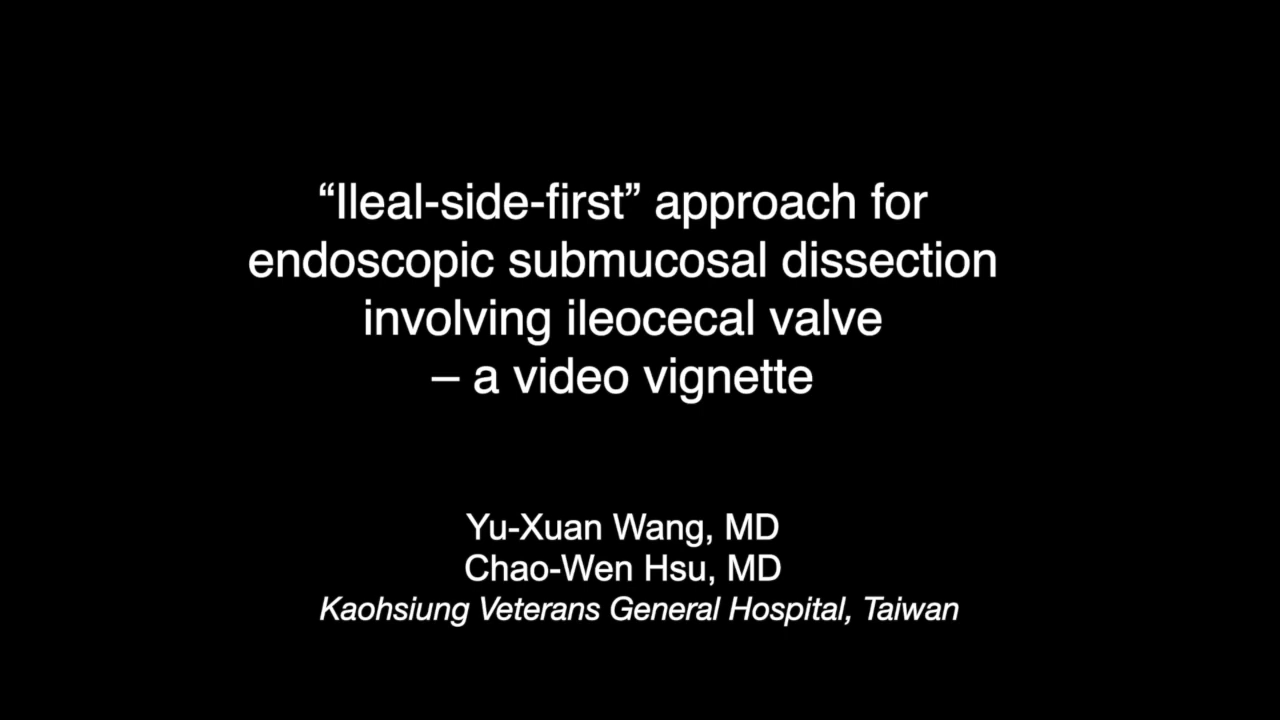 “Ileal-side-first” approach for
endoscopic submucosal dissection
involving ileocecal valve
– a video vignette
Yu-Xuan Wang, MD
Chao-Wen Hsu, MD
Kaohsiung Veterans General Hospital, Taiwan